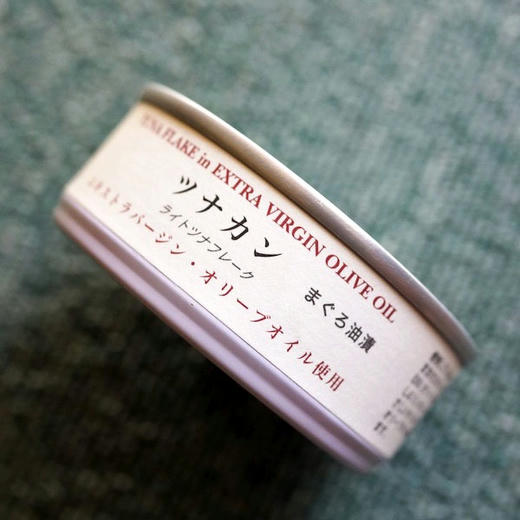 TUNA FLAKE in EXTRA VIRGIN OLIVE OIL
ツナカン
ライトツナフレーク
まぐろ油漬
エキストラバージン・オリーブオイル使用